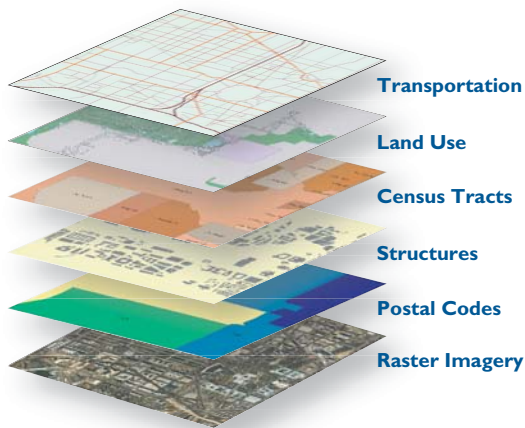 Transportation
Land Use
Census Tracts
Structures
Postal Codes
Raster Imagery